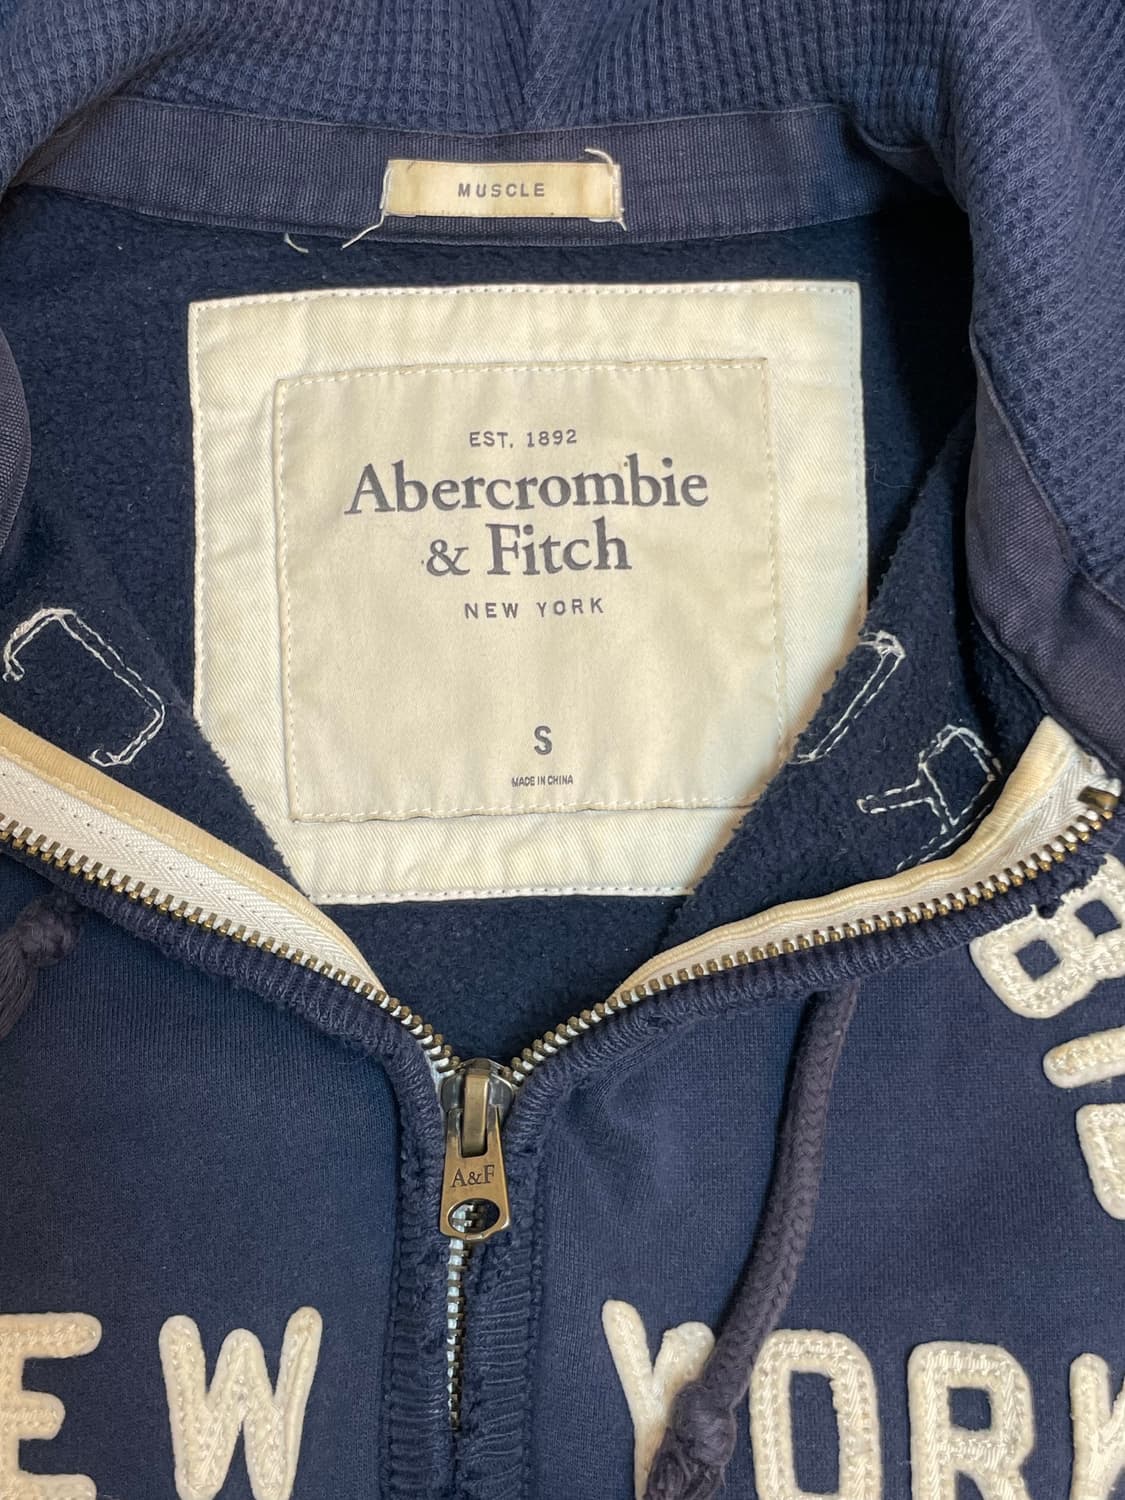 MUSCLE
EST. 1892
Abercrombie
& Fitch
NEW YORK
S
MADE IN CHINA
A&F
EW YORK